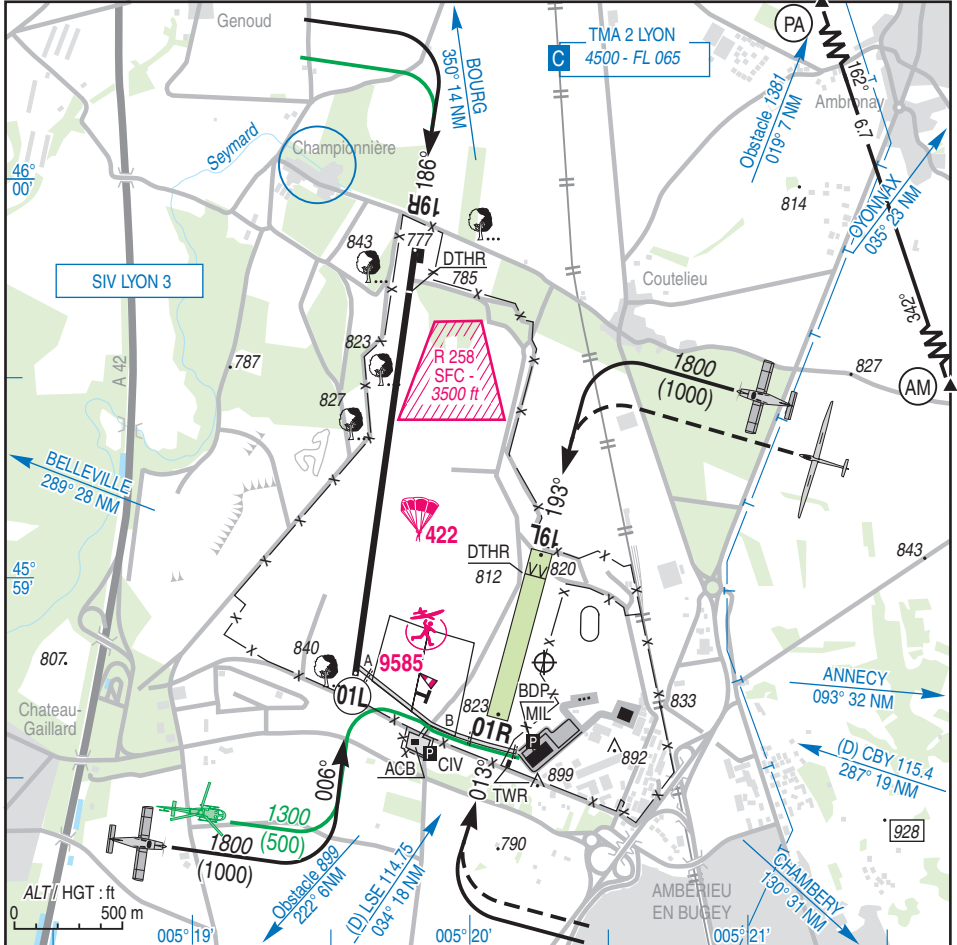 Genoud
BOURG
350° 14 NM
TMA 2 LYON
C
4500 - FL 065
PA
162°
6.7
Obstacle 1381
019° 7 NM
Ambronay
Seymard
Championnière
46°
00'
186°
19R
814
OYONNAX
035° 23 NM
843
777
DTHR
785
Coutelieu
SIV LYON 3
342°
A 42
787
823
R 258
SFC -
3500 ft
1800
(1000)
827
AM
827
BELLEVILLE
289° 28 NM
193°
19L
422
DTHR
812
820
843
45°
59'
840
9585
A
807
01L
T
BDP
MIL
823
833
ANNECY
093° 32 NM
Chateau-
Gaillard
B
01R
P
P
ACB
CIV
892
899
(D) CBY 115.4
287° 19 NM
006°
013°
TWR
1300
(500)
1800
(1000)
790
928
ALT / HGT : ft
0
500 m
Obstacle 899
222° 6NM
(D) LSE 114.75
034° 18 NM
AMBÉRIEU
EN BUGEY
CHAMBERY
130° 31 NM
005° 19'
005° 20'
005° 21'